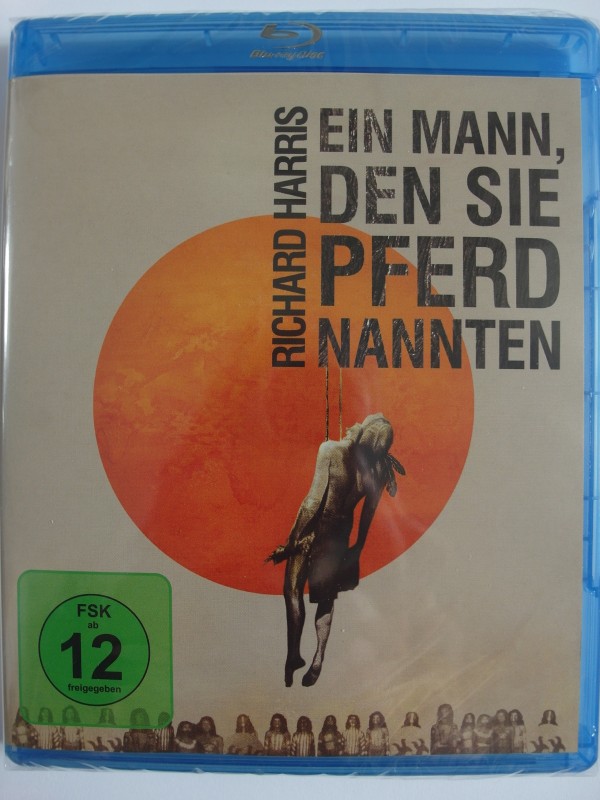 Blu-ray Disc
RICHARD HARRIS
EIN MANN,
DEN SIE
PFERD
NANNTEN
FSK
ab
12
freigegeben